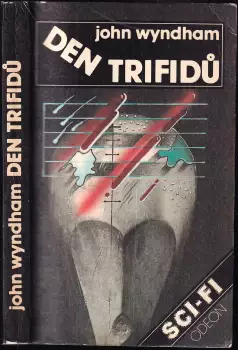 john wyndham DEN TRIFIDŮ
john wyndham
DEN TRIFIDŮ
SCI-FI
ODEON